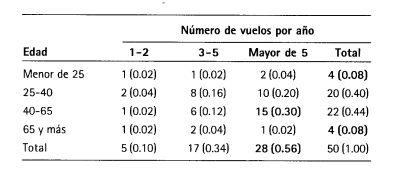 Número de vuelos por año
Edad 1-2 3-5 Mayor de 5 Total
Menor de 25 1 (0.02) 1 (0.02) 2 (0.04) 4 (0.08)
25-40 2 (0.04) 8 (0.16) 10 (0.20) 20 (0.40)
40-65 1 (0.02) 6 (0.12) 15 (0.30) 22 (0.44)
65 y más 1 (0.02) 2 (0.04) 1 (0.02) 4 (0.08)
Total 5 (0.10) 17 (0.34) 28 (0.56) 50 (1.00)